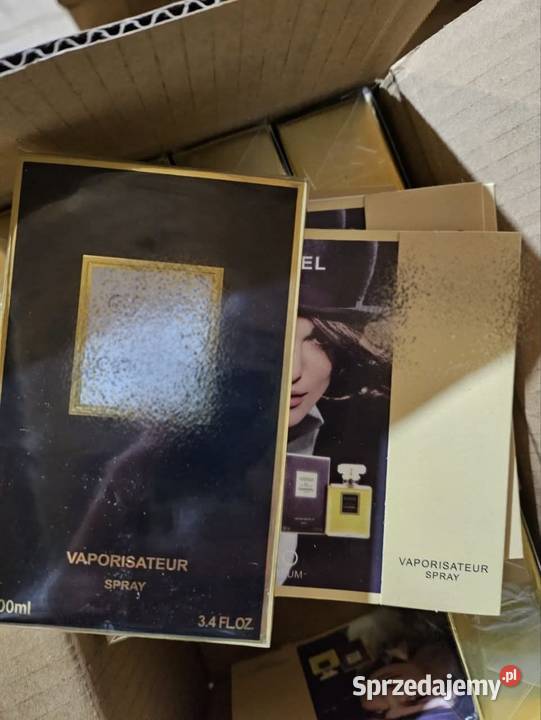 EL
VAPORISATEUR
SPRAY
00ml
3.4 FL.OZ
O
UM
VAPORISATEUR
SPRAY
Sprzedajemy.pl